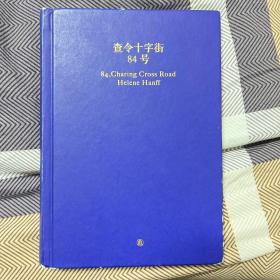 查令十字街
84号
84, Charing Cross Road
Helene Hanff